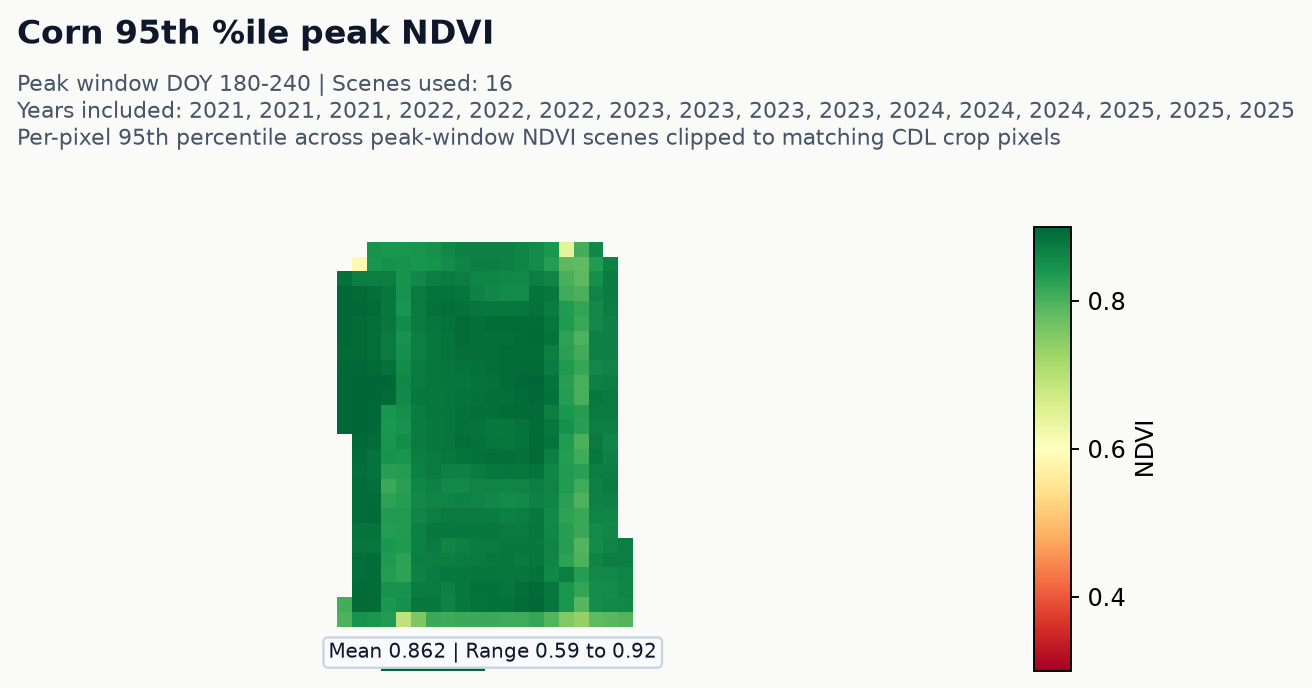 Corn 95th %ile peak NDVI
Peak window DOY 180-240 | Scenes used: 16
Years included: 2021, 2021, 2021, 2022, 2022, 2022, 2023, 2023, 2023, 2023, 2024, 2024, 2024, 2025, 2025, 2025
Per-pixel 95th percentile across peak-window NDVI scenes clipped to matching CDL crop pixels
0.8
0.6
NDVI
0.4
Mean 0.862 | Range 0.59 to 0.92